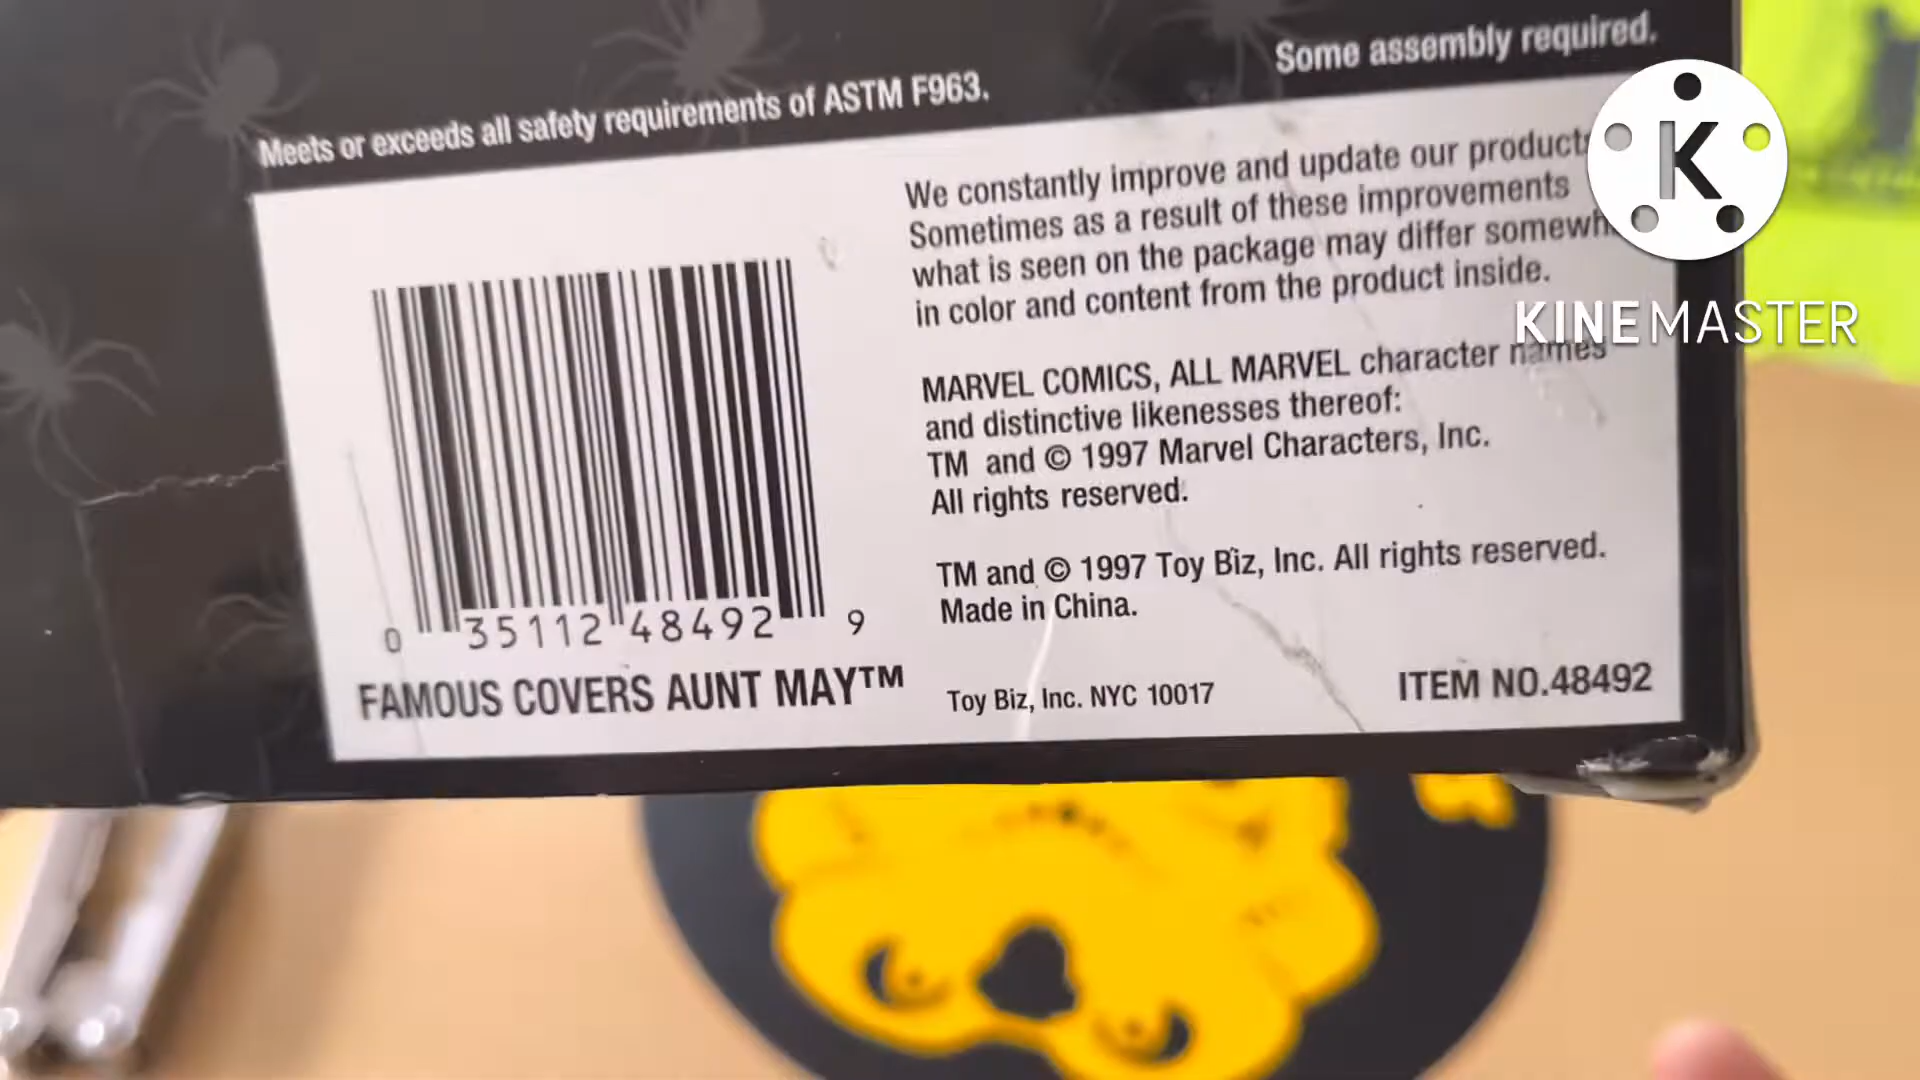 Some assembly required.
Meets or exceeds all safety requirements of ASTM F963.
We constantly improve and update our products
Sometimes as a result of these improvements
what is seen on the package may differ
in color and content from the product inside.
MARVEL COMICS, ALL MARVEL character names
and distinctive likenesses thereof:
TM and © 1997 Marvel Characters, Inc.
All rights reserved.
TM and © 1997 Toy Biz, Inc. All rights reserved.
Made in China.
0 35112 48492 9
FAMOUS COVERS AUNT MAY™
Toy Biz, Inc. NYC 10017
ITEM NO.48492
K
KINEMASTER